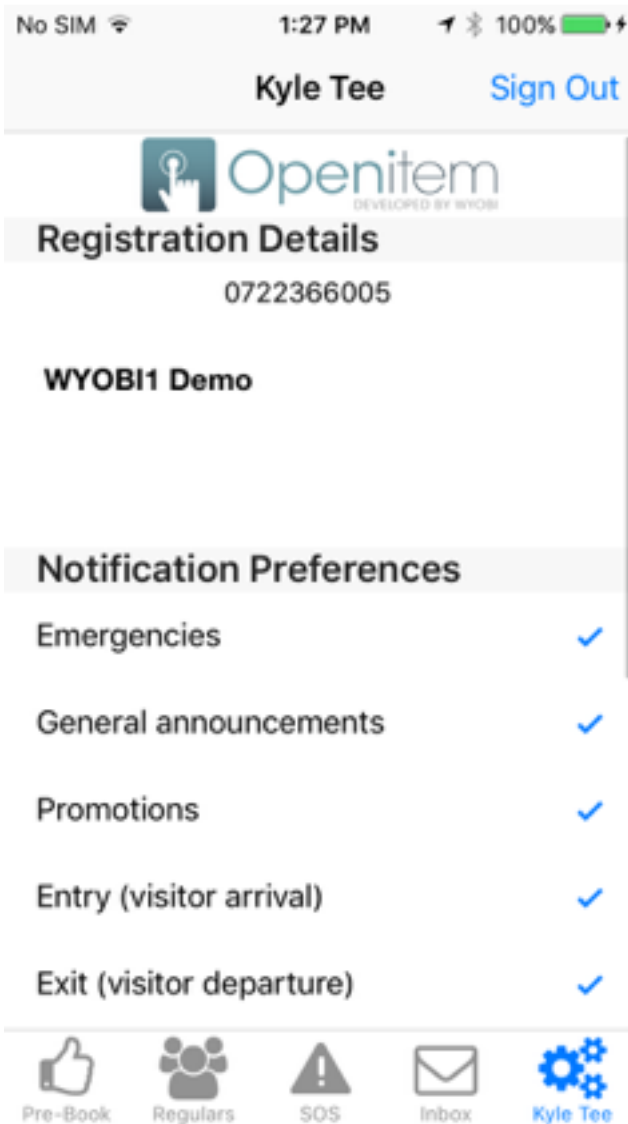 No SIM 1:27 PM 100%
Kyle Tee Sign Out
Openitem
DEVELOPED BY WYOBI
Registration Details
0722366005
WYOBI1 Demo
Notification Preferences
Emergencies
General announcements
Promotions
Entry (visitor arrival)
Exit (visitor departure)
Pre-Book Regulars SOS Inbox Kyle Tee